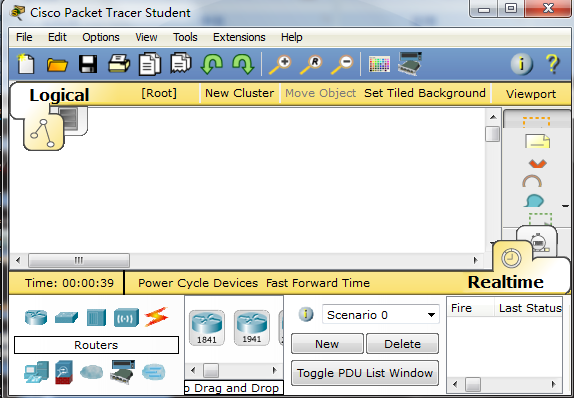 Cisco Packet Tracer Student
File Edit Options View Tools Extensions Help
Logical [Root] New Cluster Move Object Set Tiled Background Viewport
Time: 00:00:39 Power Cycle Devices Fast Forward Time Realtime
1841 1941
Routers
Scenario 0
New Delete
Toggle PDU List Window
Fire Last Status
o Drag and Drop